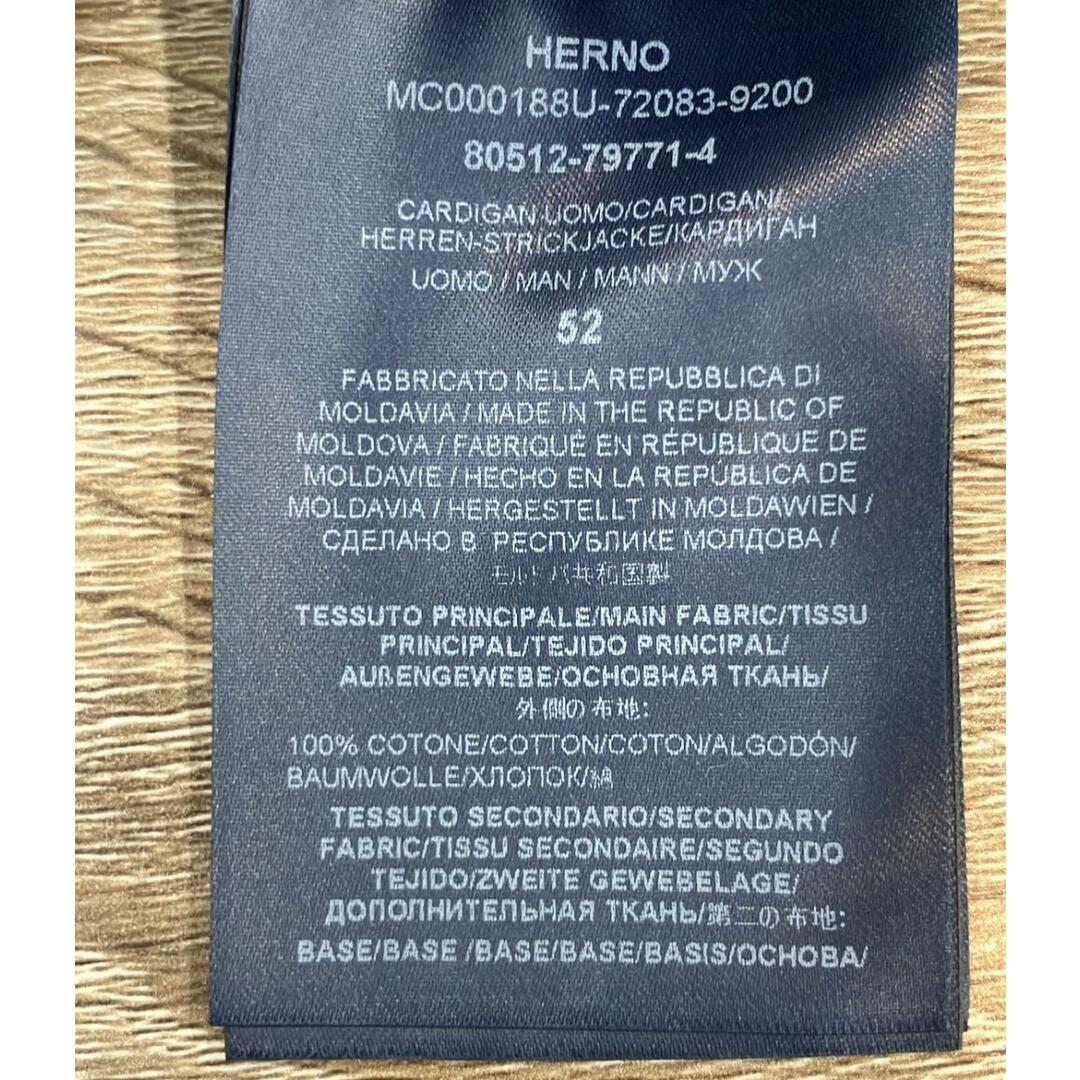 HERNO
MC000188U-72083-9200
80512-79771-4
CARDIGAN UOMO/CARDIGAN/
HERREN-STRICKJACKE/КАРДИГАН
UOMO / MAN / MANN / МУЖ
52
FABBRICATO NELLA REPUBBLICA DI
MOLDAVIA / MADE IN THE REPUBLIC OF
MOLDOVA / FABRIQUÉ EN RÉPUBLIQUE DE
MOLDAVIE / HECHO EN LA REPÚBLICA DE
MOLDAVIA / HERGESTELLT IN MOLDAWIEN /
СДЕЛАНО В РЕСПУБЛИКЕ МОЛДОВА /
モルドバ共和国製
TESSUTO PRINCIPALE/MAIN FABRIC/TISSU
PRINCIPAL/TEJIDO PRINCIPAL/
AUßENGEWEBE/ОСНОВНАЯ ТКАНЬ/
外側の布地:
100% COTONE/COTTON/COTON/ALGODÓN/
BAUMWOLLE/ХЛОПОК/綿
TESSUTO SECONDARIO/SECONDARY
FABRIC/TISSU SECONDAIRE/SEGUNDO
TEJIDO/ZWEITE GEWEBELAGE/
ДОПОЛНИТЕЛЬНАЯ ТКАНЬ/第二の布地:
BASE/BASE /BASE/BASE/BASIS/ОСНОВА/